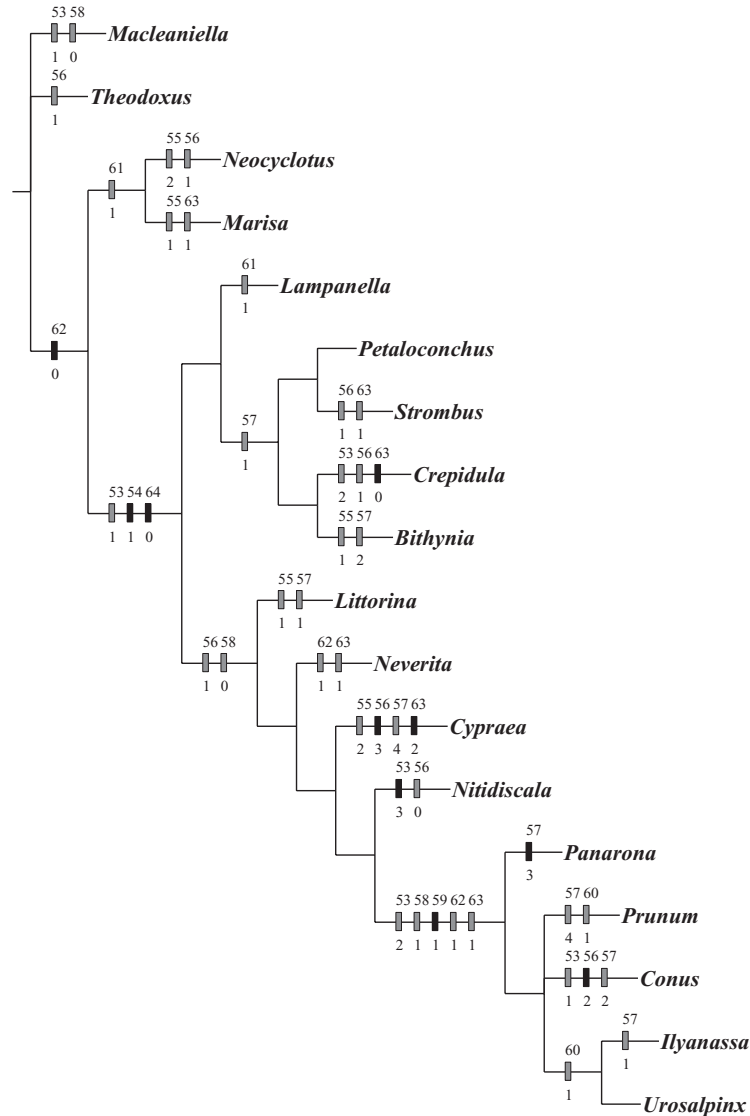 53 58
Macleaniella
1 0
56
Theodoxus
1
55 56
61
Neocyclotus
2 1
1
55 63
Marisa
1 1
61
Lampanella
1
62
Petaloconchus
0
56 63
Strombus
57
1 1
1
53 56 63
Crepidula
2 1 0
53 54 64
55 57
1 1 0
Bithynia
1 2
55 57
Littorina
1 1
56 58
62 63
Neverita
1 0
1 1
55 56 57 63
Cypraea
2 3 4 2
53 56
Nitidiscala
3 0
57
Panarona
3
57 60
53 58 59 62 63
Prunum
4 1
2 1 1 1 1
53 56 57
Conus
1 2 2
57
Ilyanassa
60
1
1
Urosalpinx